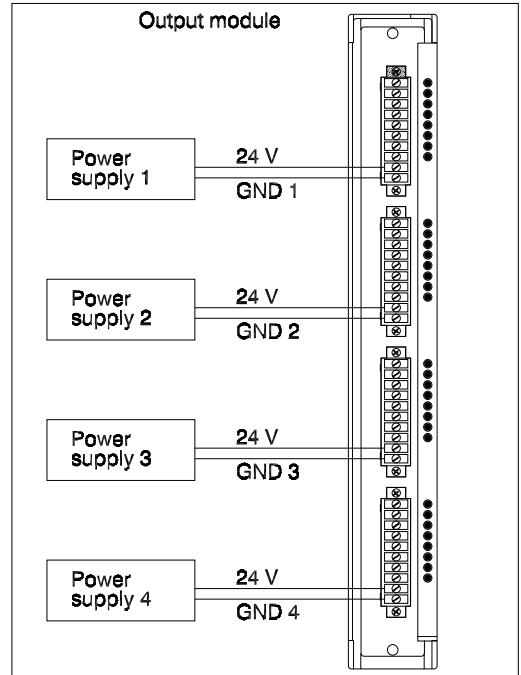 Output module
Power
supply 1
24 V
GND 1
Power
supply 2
24 V
GND 2
Power
supply 3
24 V
GND 3
Power
supply 4
24 V
GND 4